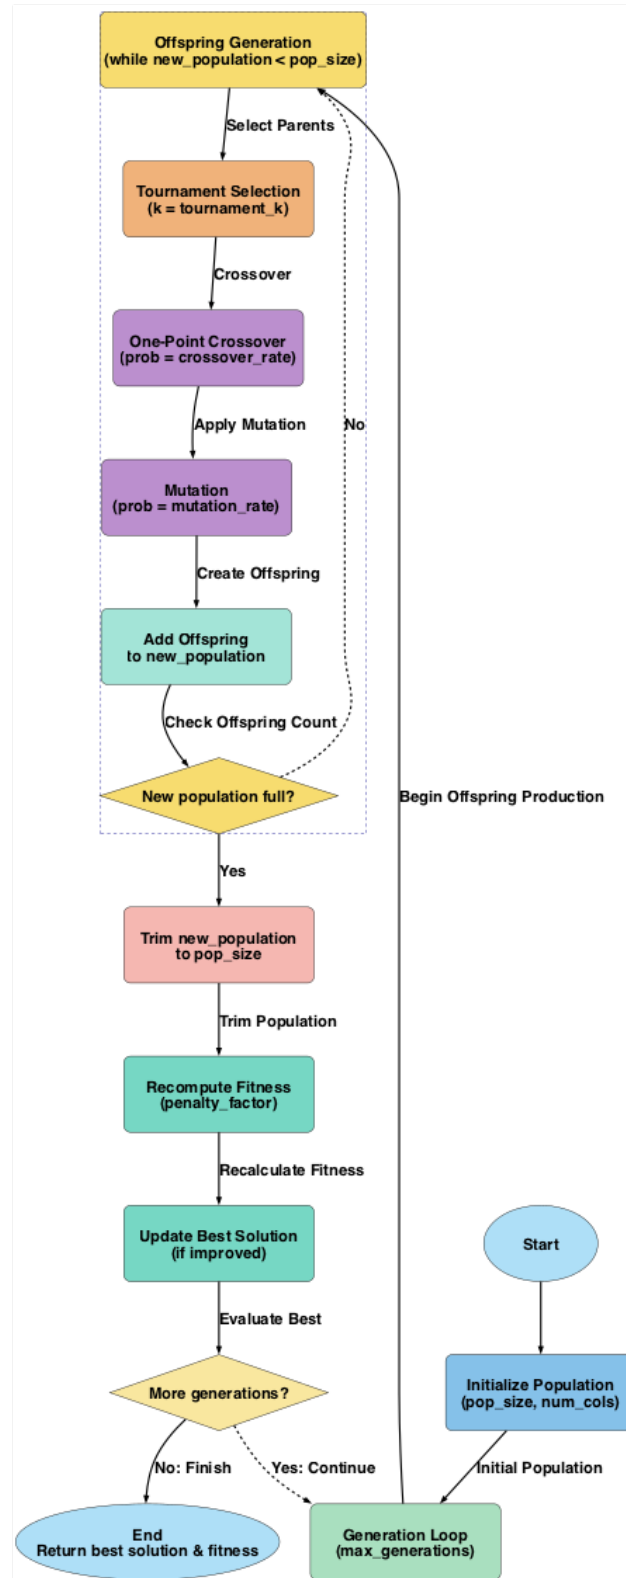 Offspring Generation
(while new_population < pop_size)
Select Parents
Tournament Selection
(k = tournament_k)
Crossover
One-Point Crossover
(prob = crossover_rate)
Apply Mutation
No
Mutation
(prob = mutation_rate)
Create Offspring
Add Offspring
to new_population
Check Offspring Count
New population full?
Begin Offspring Production
Yes
Trim new_population
to pop_size
Trim Population
Recompute Fitness
(penalty_factor)
Recalculate Fitness
Update Best Solution
(if improved)
Start
Evaluate Best
More generations?
Initialize Population
(pop_size, num_cols)
No: Finish
Yes: Continue
Initial Population
End
Return best solution & fitness
Generation Loop
(max_generations)